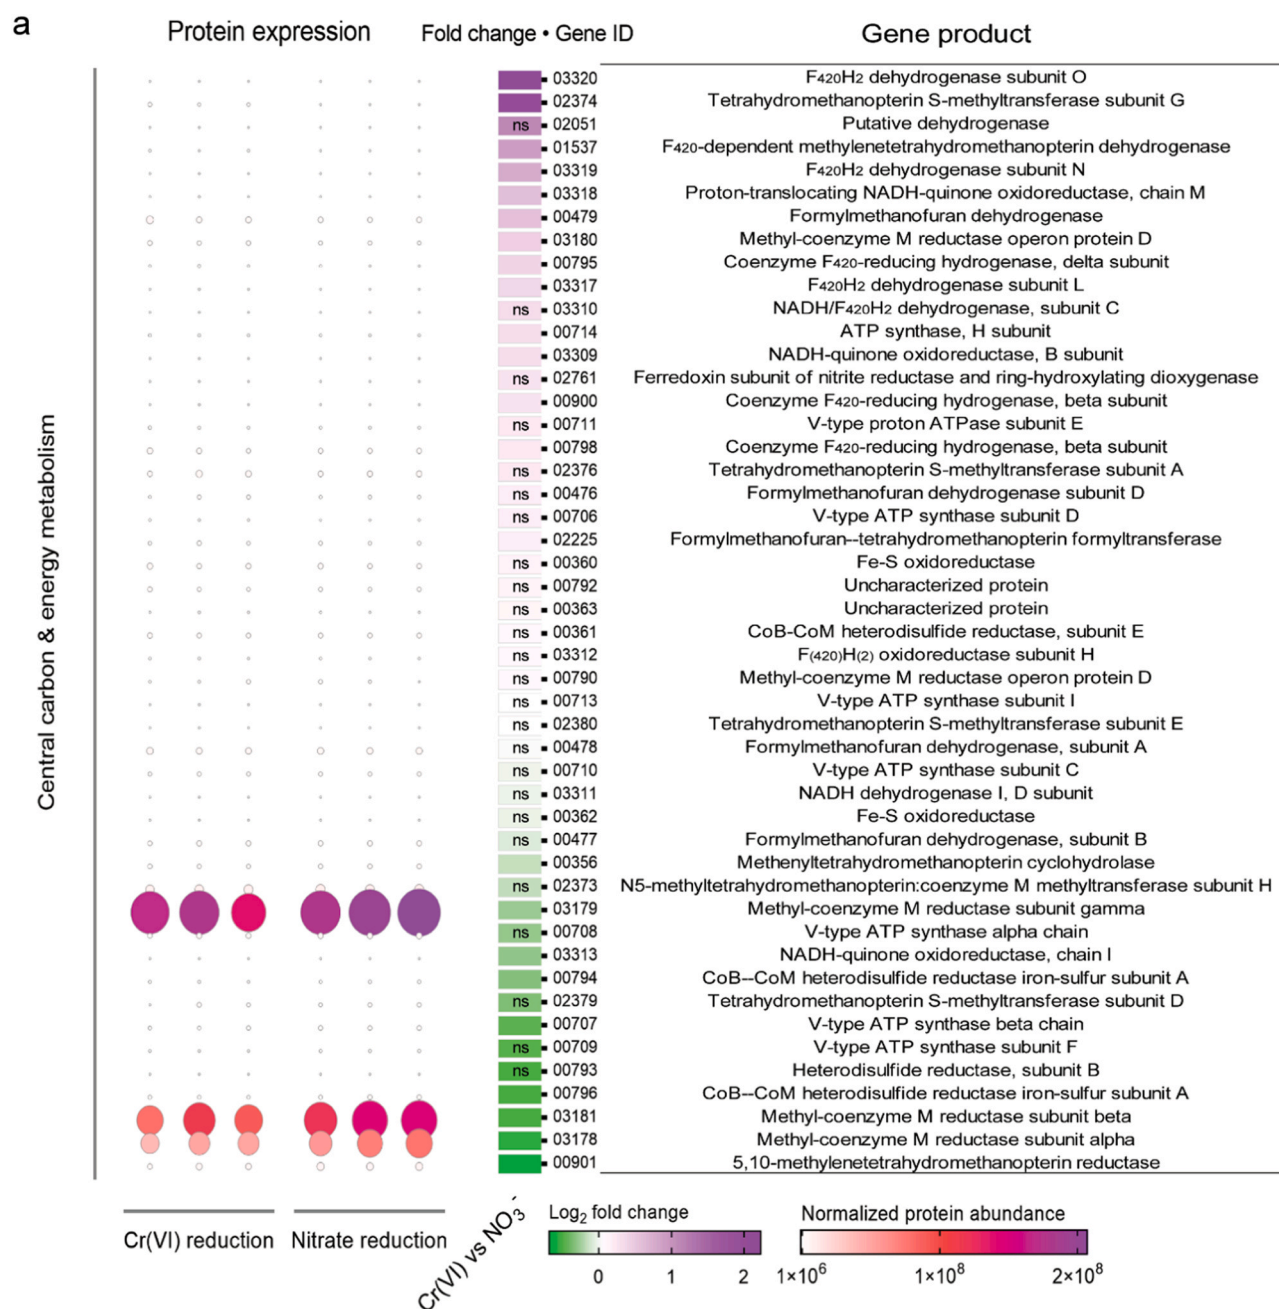 a
Protein expression Fold change • Gene ID Gene product
Central carbon & energy metabolism
03320 F420H2 dehydrogenase subunit O
02374 Tetrahydromethanopterin S-methyltransferase subunit G
ns 02051 Putative dehydrogenase
01537 F420-dependent methylenetetrahydromethanopterin dehydrogenase
03319 F420H2 dehydrogenase subunit N
03318 Proton-translocating NADH-quinone oxidoreductase, chain M
00479 Formylmethanofuran dehydrogenase
03180 Methyl-coenzyme M reductase operon protein D
00795 Coenzyme F420-reducing hydrogenase, delta subunit
03317 F420H2 dehydrogenase subunit L
ns 03310 NADH/F420H2 dehydrogenase, subunit C
00714 ATP synthase, H subunit
03309 NADH-quinone oxidoreductase, B subunit
ns 02761 Ferredoxin subunit of nitrite reductase and ring-hydroxylating dioxygenase
00900 Coenzyme F420-reducing hydrogenase, beta subunit
ns 00711 V-type proton ATPase subunit E
00798 Coenzyme F420-reducing hydrogenase, beta subunit
ns 02376 Tetrahydromethanopterin S-methyltransferase subunit A
ns 00476 Formylmethanofuran dehydrogenase subunit D
ns 00706 V-type ATP synthase subunit D
02225 Formylmethanofuran--tetrahydromethanopterin formyltransferase
ns 00360 Fe-S oxidoreductase
ns 00792 Uncharacterized protein
ns 00363 Uncharacterized protein
ns 00361 CoB-CoM heterodisulfide reductase, subunit E
ns 03312 F(420)H(2) oxidoreductase subunit H
ns 00790 Methyl-coenzyme M reductase operon protein D
ns 00713 V-type ATP synthase subunit I
ns 02380 Tetrahydromethanopterin S-methyltransferase subunit E
ns 00478 Formylmethanofuran dehydrogenase, subunit A
ns 00710 V-type ATP synthase subunit C
ns 03311 NADH dehydrogenase I, D subunit
ns 00362 Fe-S oxidoreductase
ns 00477 Formylmethanofuran dehydrogenase, subunit B
00356 Methenyltetrahydromethanopterin cyclohydrolase
ns 02373 N5-methyltetrahydromethanopterin:coenzyme M methyltransferase subunit H
03179 Methyl-coenzyme M reductase subunit gamma
ns 00708 V-type ATP synthase alpha chain
03313 NADH-quinone oxidoreductase, chain I
00794 CoB--CoM heterodisulfide reductase iron-sulfur subunit A
ns 02379 Tetrahydromethanopterin S-methyltransferase subunit D
00707 V-type ATP synthase beta chain
ns 00709 V-type ATP synthase subunit F
ns 00793 Heterodisulfide reductase, subunit B
00796 CoB--CoM heterodisulfide reductase iron-sulfur subunit A
03181 Methyl-coenzyme M reductase subunit beta
03178 Methyl-coenzyme M reductase subunit alpha
00901 5,10-methylenetetrahydromethanopterin reductase
Cr(VI) reduction Nitrate reduction
Cr(VI) vs NO3-
Log2 fold change
0 1 2
Normalized protein abundance
1×10⁶ 1×10⁸ 2×10⁸